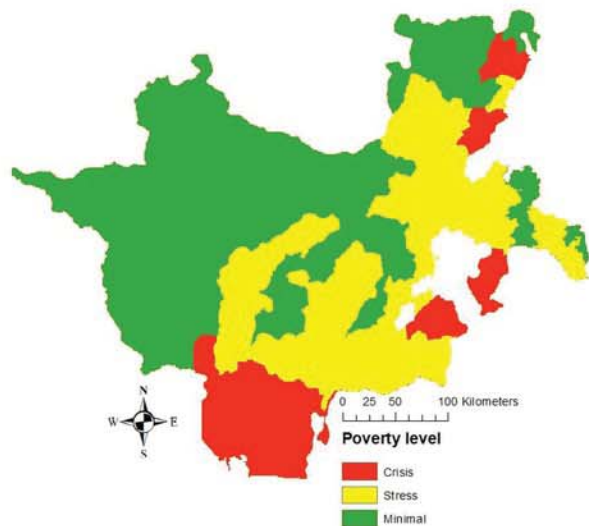 N
W E
S
0 25 50 100 Kilometers
Poverty level
Crisis
Stress
Minimal